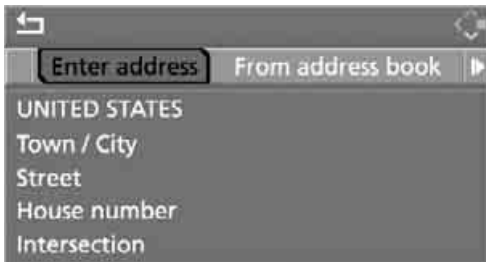 Enter address From address book
UNITED STATES
Town / City
Street
House number
Intersection